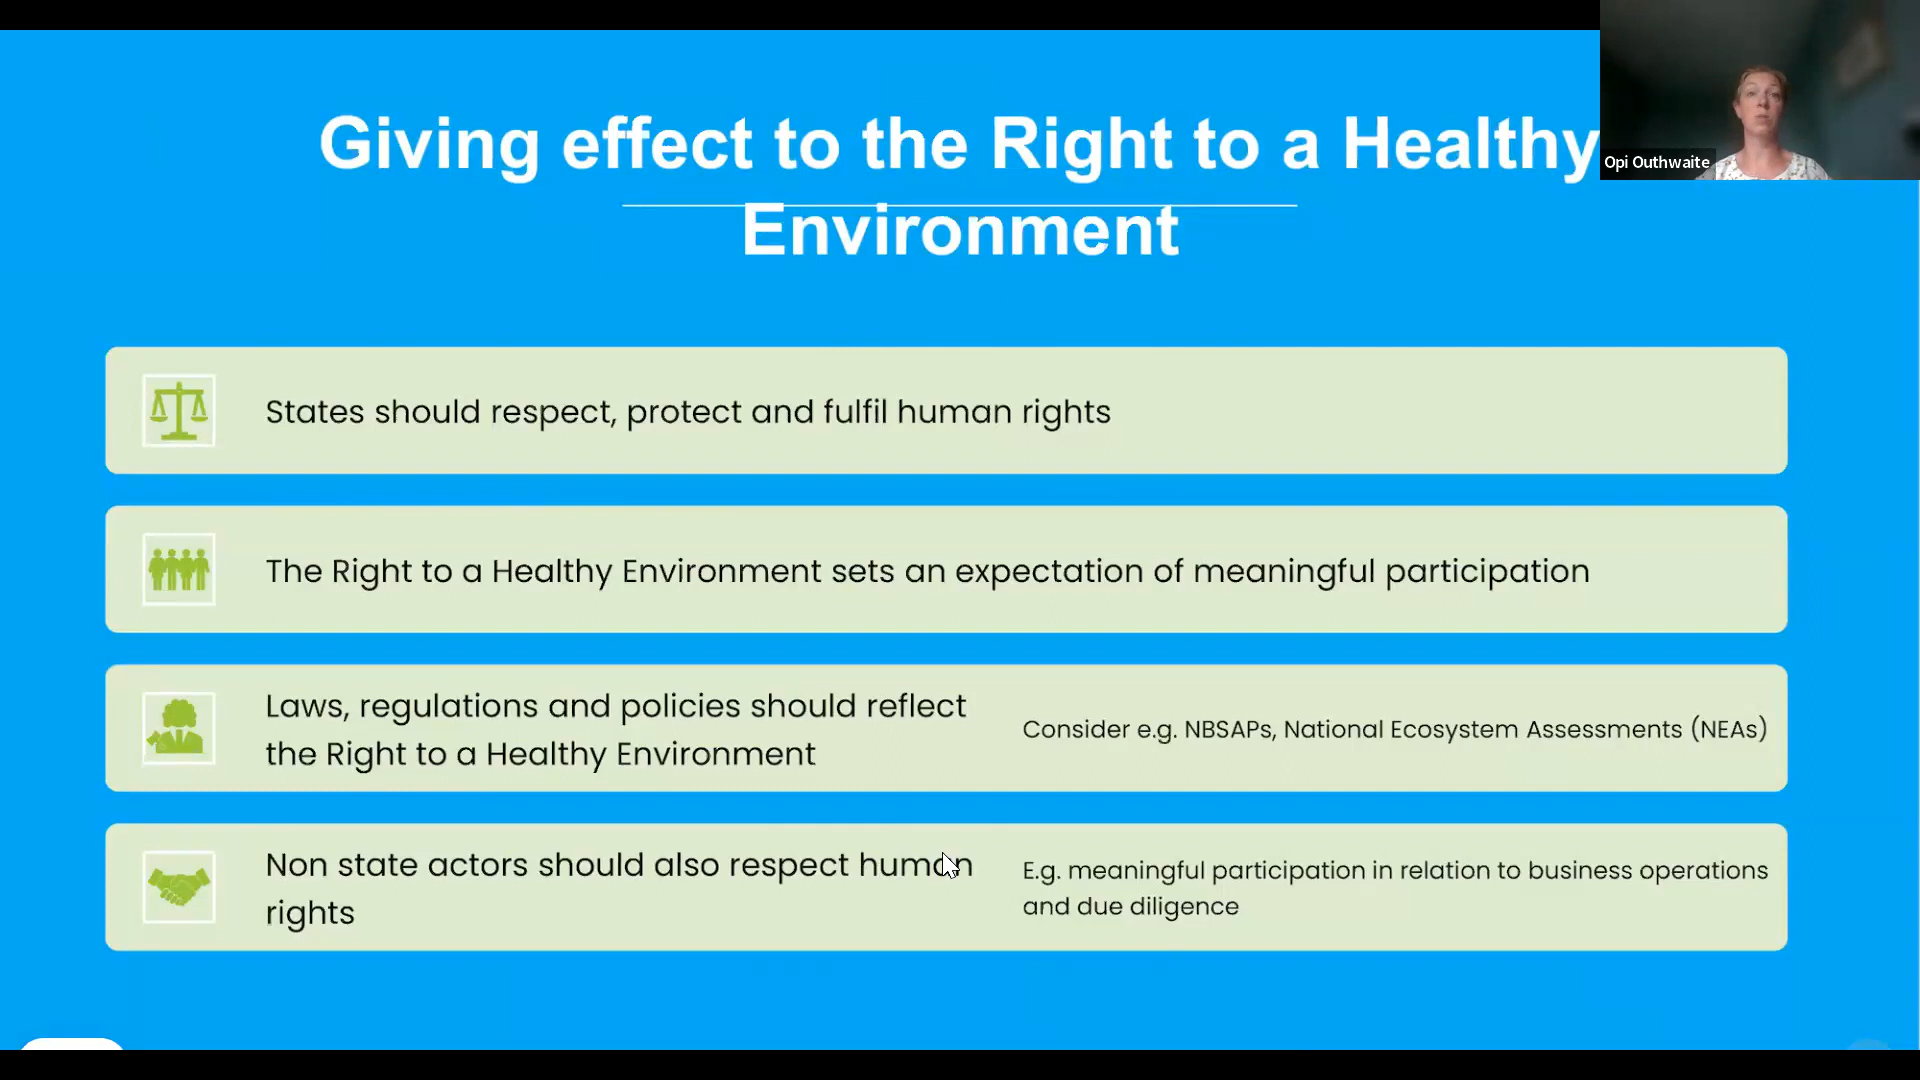 Giving effect to the Right to a Healthy
Environment
Opi Outhwaite
States should respect, protect and fulfil human rights
The Right to a Healthy Environment sets an expectation of meaningful participation
Laws, regulations and policies should reflect
the Right to a Healthy Environment
Consider e.g. NBSAPs, National Ecosystem Assessments (NEAs)
Non state actors should also respect human
rights
E.g. meaningful participation in relation to business operations
and due diligence